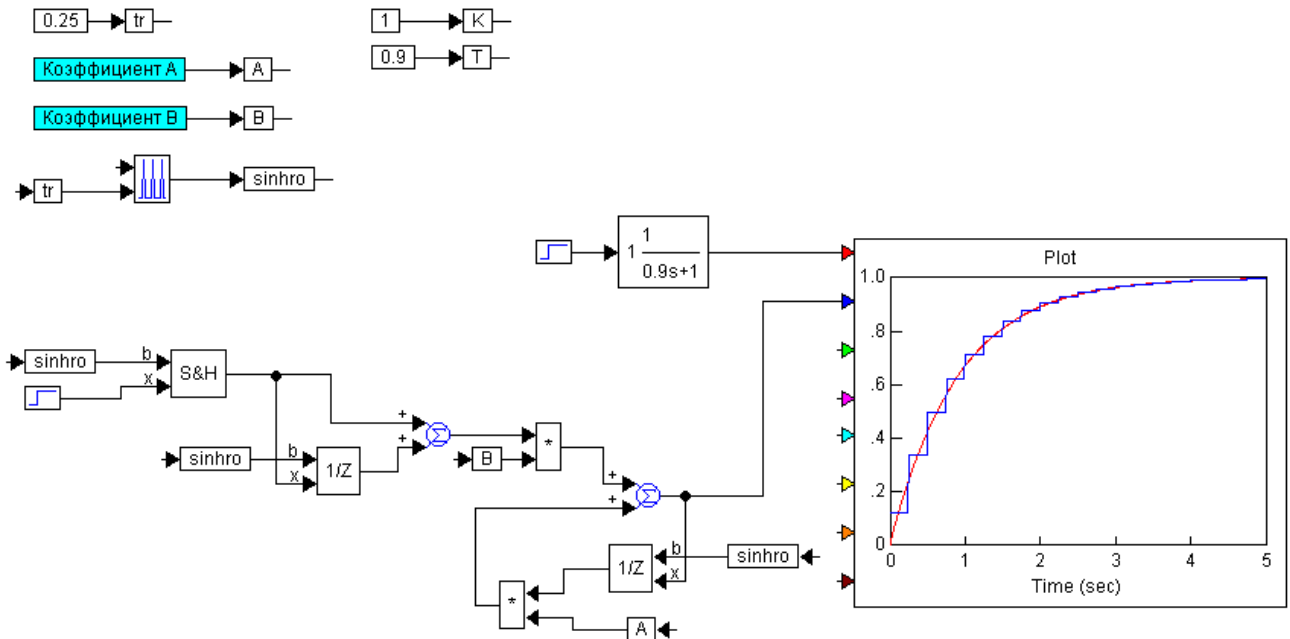 0.25 tr 1 K
0.9 T
Коэффициент A A
Коэффициент B B
tr sinhro
1
1
0.9s+1
Plot
1.0
.8
.6
.4
.2
0
0 1 2 3 4 5
Time (sec)
sinhro b
x
S&H
+
+
Σ
sinhro b
x
1/Z
B
*
+
+
Σ
1/Z
b
x
sinhro
*
A